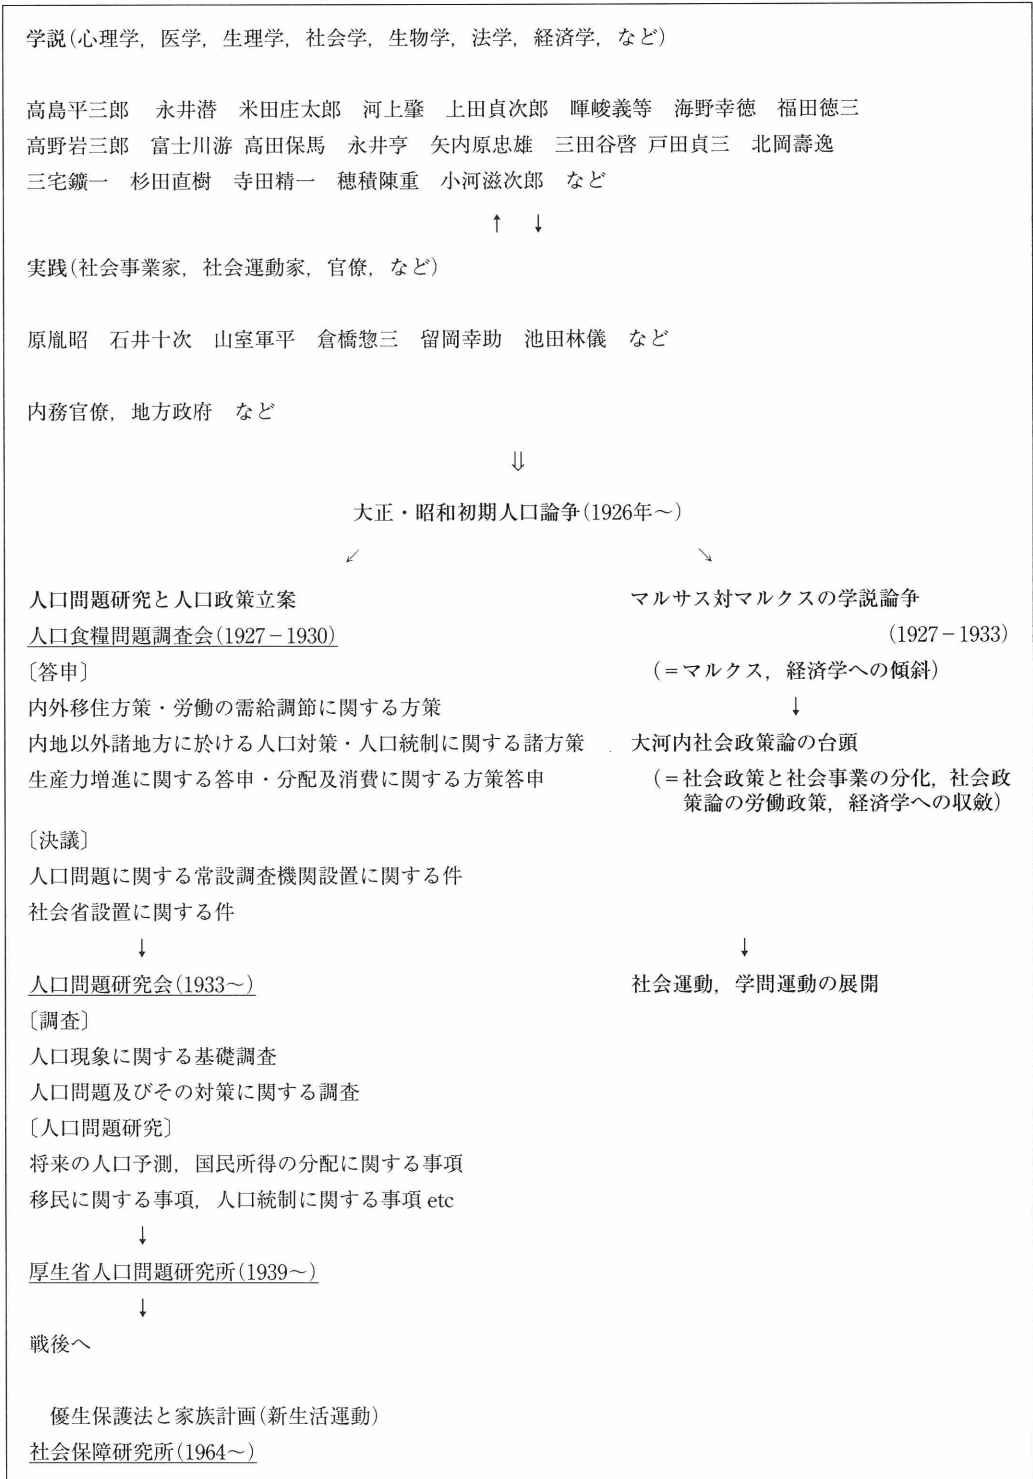 学説(心理学，医学，生理学，社会学，生物学，法学，経済学，など)
高島平三郎　永井潜　米田庄太郎　河上肇　上田貞次郎　暉峻義等　海野幸徳　福田徳三
高野岩三郎　富士川游 高田保馬　永井亨　矢内原忠雄　三田谷啓 戸田貞三　北岡壽逸
三宅鑛一　杉田直樹　寺田精一　穂積陳重　小河滋次郎　など
↑　↓
実践(社会事業家，社会運動家，官僚，など)
原胤昭　石井十次　山室軍平　倉橋惣三　留岡幸助　池田林儀　など
内務官僚，地方政府　など
⇓
大正・昭和初期人口論争(1926年～)
↙　↘
人口問題研究と人口政策立案
人口食糧問題調査会(1927－1930)
〔答申〕
内外移住方策・労働の需給調節に関する方策
内地以外諸地方に於ける人口対策・人口統制に関する諸方策
生産力増進に関する答申・分配及消費に関する方策答申
〔決議〕
人口問題に関する常設調査機関設置に関する件
社会省設置に関する件
↓
人口問題研究会(1933～)
〔調査〕
人口現象に関する基礎調査
人口問題及びその対策に関する調査
〔人口問題研究〕
将来の人口予測，国民所得の分配に関する事項
移民に関する事項，人口統制に関する事項 etc
↓
厚生省人口問題研究所(1939～)
↓
戦後へ
優生保護法と家族計画(新生活運動)
社会保障研究所(1964～)
マルサス対マルクスの学説論争
(1927－1933)
(＝マルクス，経済学への傾斜)
↓
大河内社会政策論の台頭
(＝社会政策と社会事業の分化，社会政
策論の労働政策，経済学への収斂)
↓
社会運動，学問運動の展開